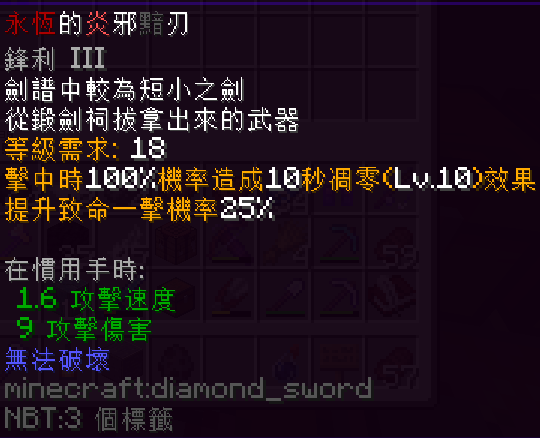 永恆的炎邪黯刃
鋒利 III
劍譜中較為短小之劍
從鍛劍祠拔拿出來的武器
等級需求: 18
擊中時100%機率造成10秒凋零(Lv.10)效果
提升致命一擊機率25%
在慣用手時:
1.6 攻擊速度
9 攻擊傷害
無法破壞
minecraft:diamond_sword
NBT:3 個標籤
59
57